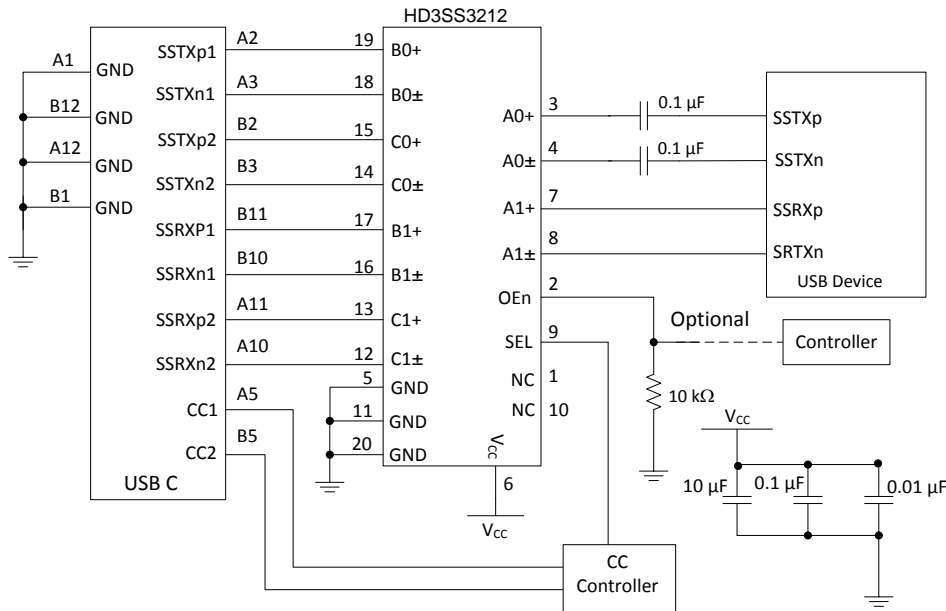 HD3SS3212
A1
GND
B12
GND
A12
GND
B1
GND
SSTXp1
SSTXn1
SSTXp2
SSTXn2
SSRXP1
SSRXn1
SSRXp2
SSRXn2
CC1
CC2
USB C
A2
A3
B2
B3
B11
B10
A11
A10
A5
B5
19
18
15
14
17
16
13
12
5
11
20
B0+
B0±
C0+
C0±
B1+
B1±
C1+
C1±
GND
GND
GND
A0+
A0±
A1+
A1±
OEn
SEL
NC
NC
Vcc
3
4
7
8
2
9
1
10
6
VCC
0.1 µF
0.1 µF
SSTXp
SSTXn
SSRXp
SRTXn
USB Device
Optional
Controller
10 kΩ
VCC
10 µF
0.1 µF
0.01 µF
CC
Controller